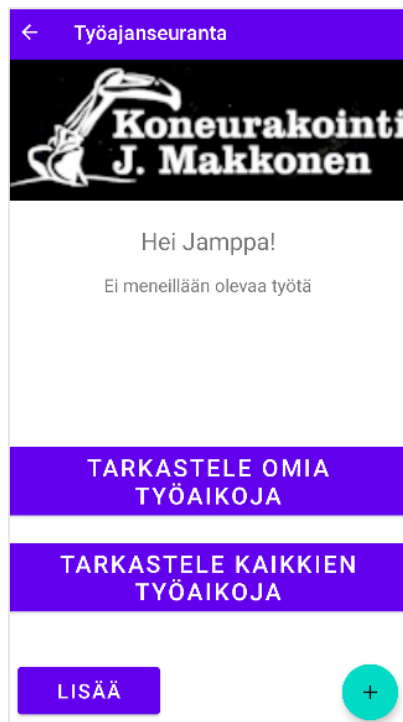 Työajanseuranta
Koneurakointi
J. Makkonen
Hei Jamppa!
Ei meneillään olevaa työtä
TARKASTELE OMIA
TYÖAIKOJA
TARKASTELE KAIKKIEN
TYÖAIKOJA
LISÄÄ
+